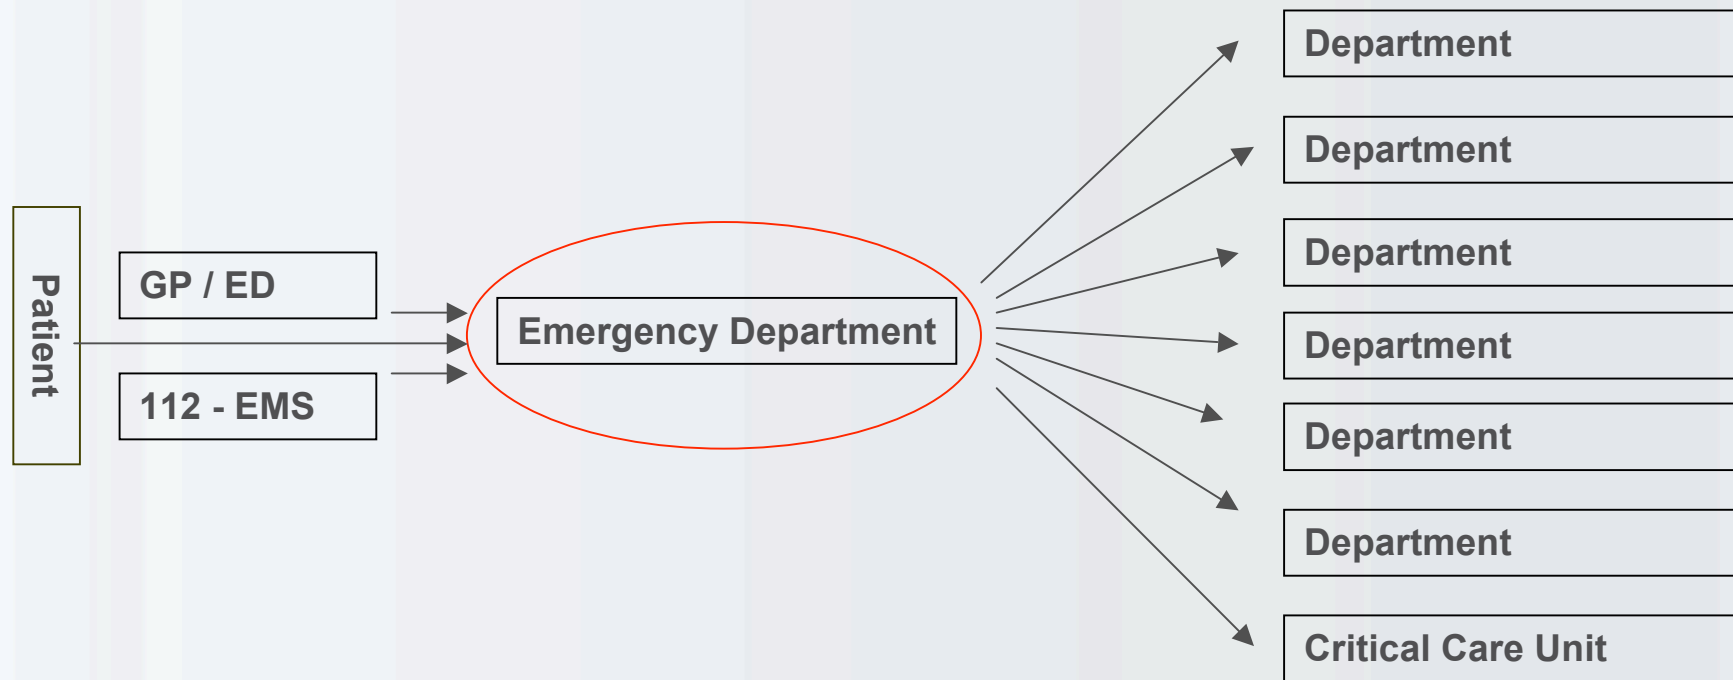 Patient
GP / ED
112 - EMS
Emergency Department
Department
Department
Department
Department
Department
Department
Critical Care Unit